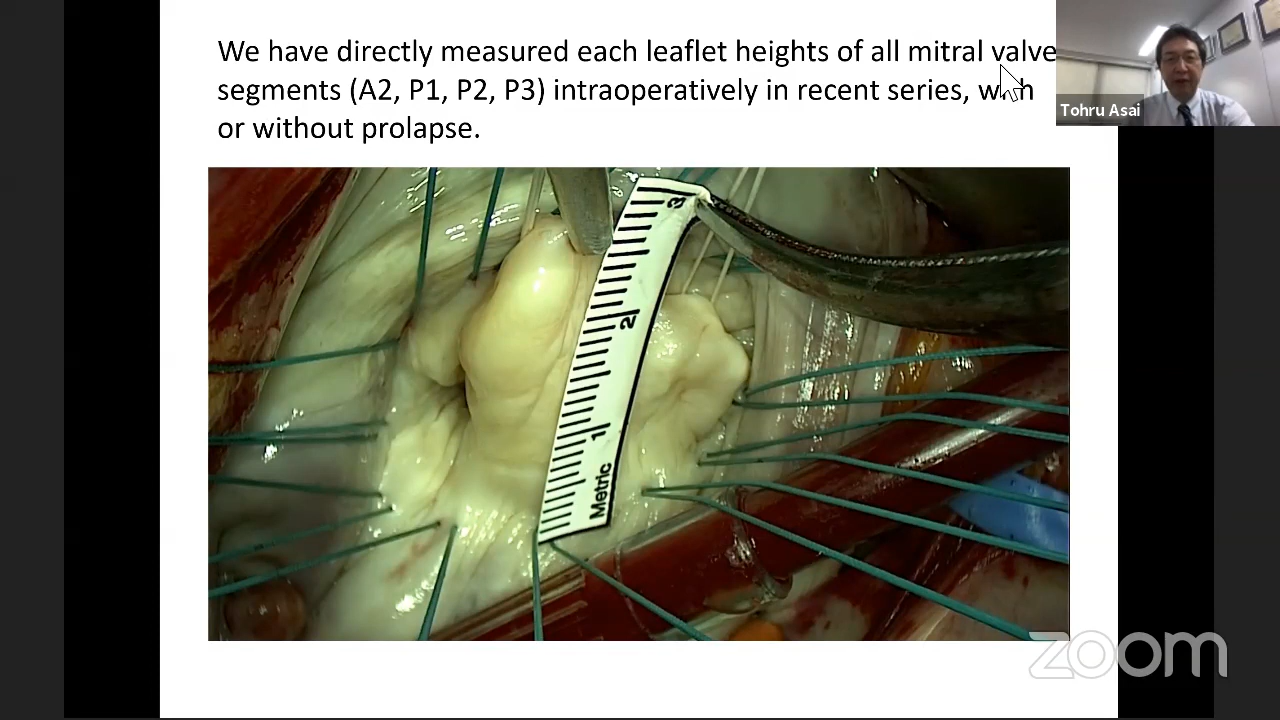 We have directly measured each leaflet heights of all mitral valve
segments (A2, P1, P2, P3) intraoperatively in recent series, with
or without prolapse.
Tohru Asai
3
2
1
Metric
zoom